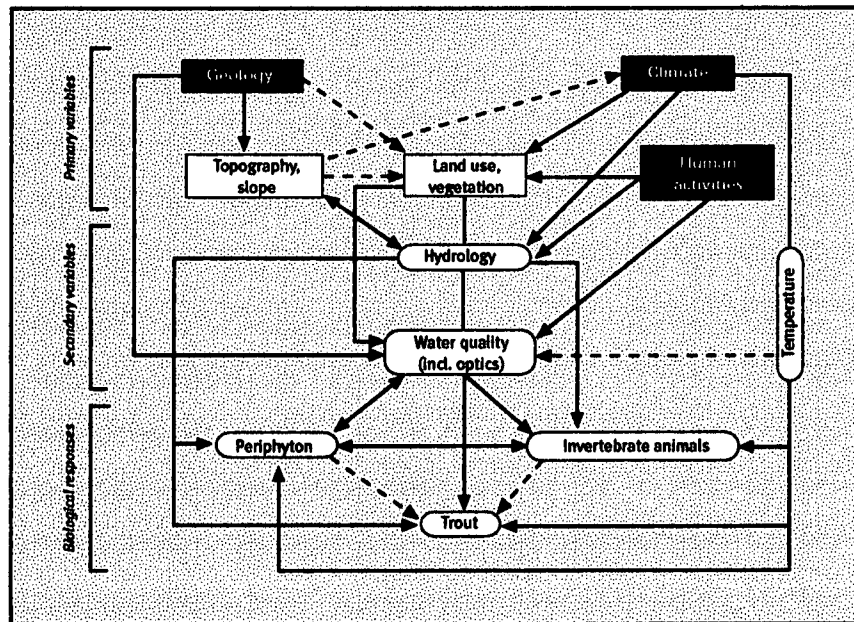 Primary variables
Geology
Climate
Topography,
slope
Land use,
vegetation
Human
activities
Secondary variables
Hydrology
Temperature
Water quality
(incl. optics)
Biological responses
Periphyton
Invertebrate animals
Trout